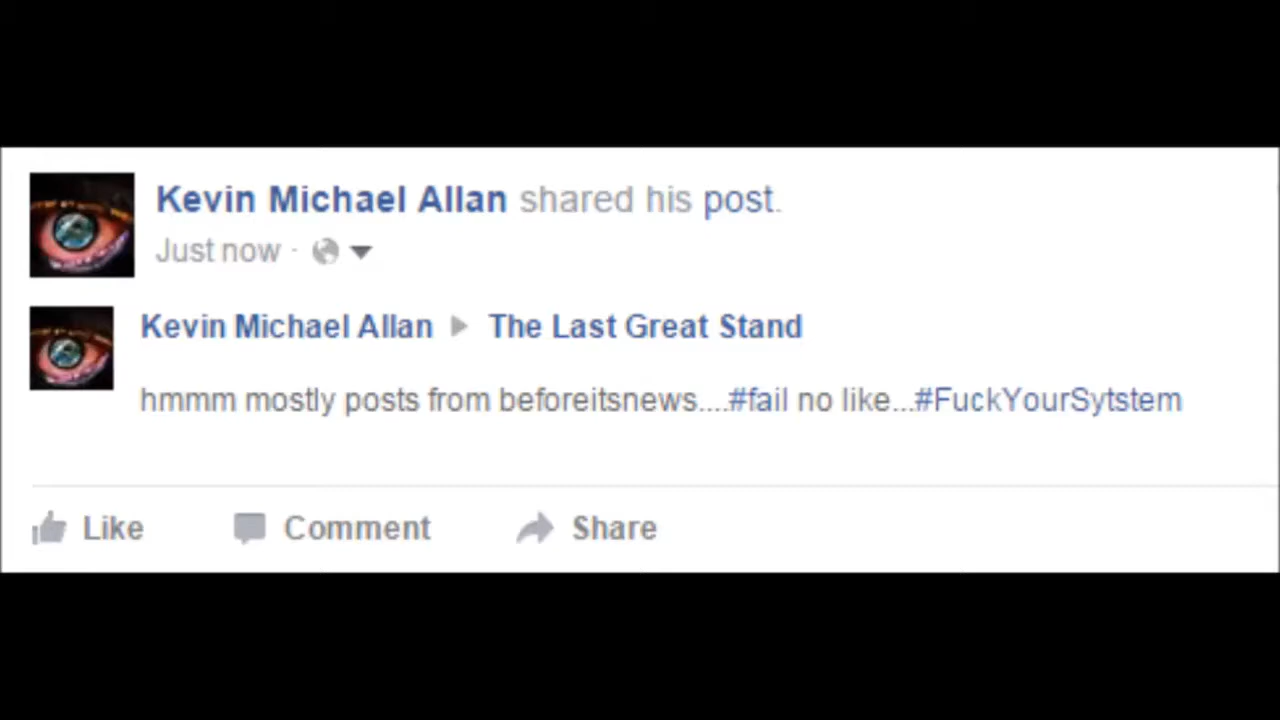 Kevin Michael Allan shared his post.
Just now ·
Kevin Michael Allan ▶ The Last Great Stand
hmmm mostly posts from beforeitsnews....#fail no like...#FuckYourSytstem
Like Comment Share